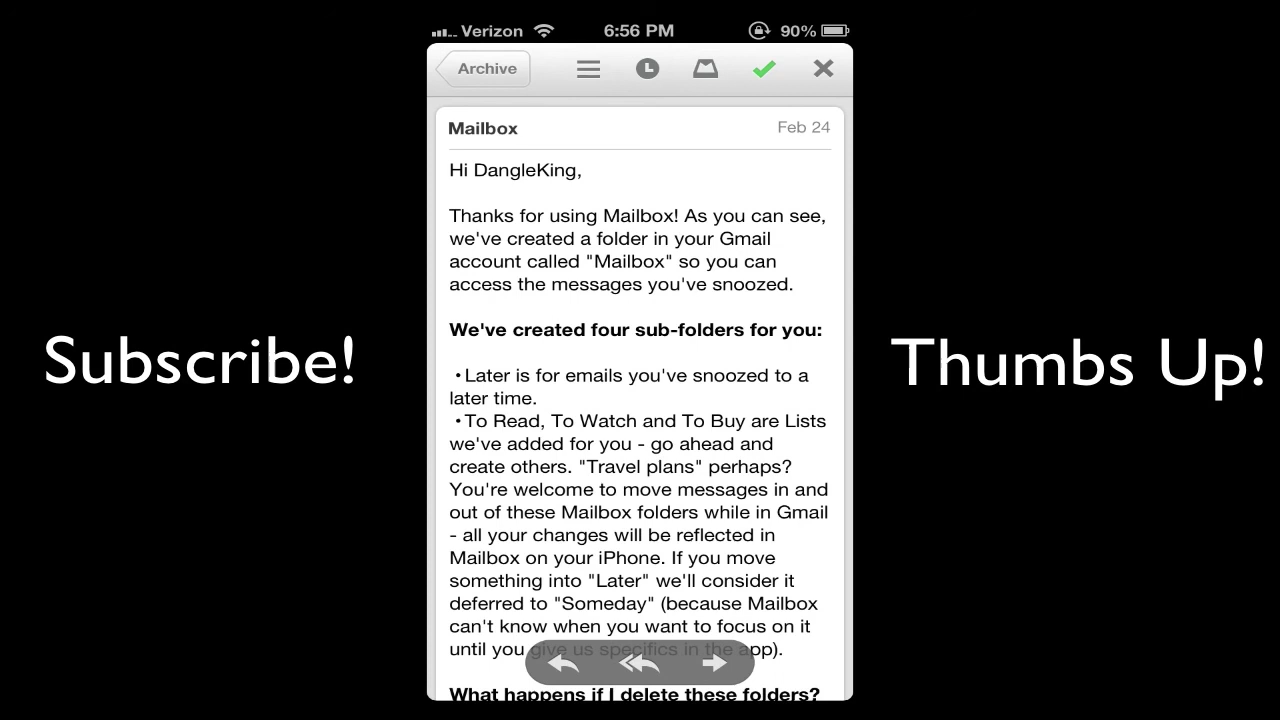 Verizon 6:56 PM 90%
Archive
Mailbox Feb 24
Hi DangleKing,
Thanks for using Mailbox! As you can see,
we've created a folder in your Gmail
account called "Mailbox" so you can
access the messages you've snoozed.
We've created four sub-folders for you:
•Later is for emails you've snoozed to a
later time.
•To Read, To Watch and To Buy are Lists
we've added for you - go ahead and
create others. "Travel plans" perhaps?
You're welcome to move messages in and
out of these Mailbox folders while in Gmail
- all your changes will be reflected in
Mailbox on your iPhone. If you move
something into "Later" we'll consider it
deferred to "Someday" (because Mailbox
can't know when you want to focus on it
until you give us specifics in the app).
What happens if I delete these folders?
Subscribe!
Thumbs Up!